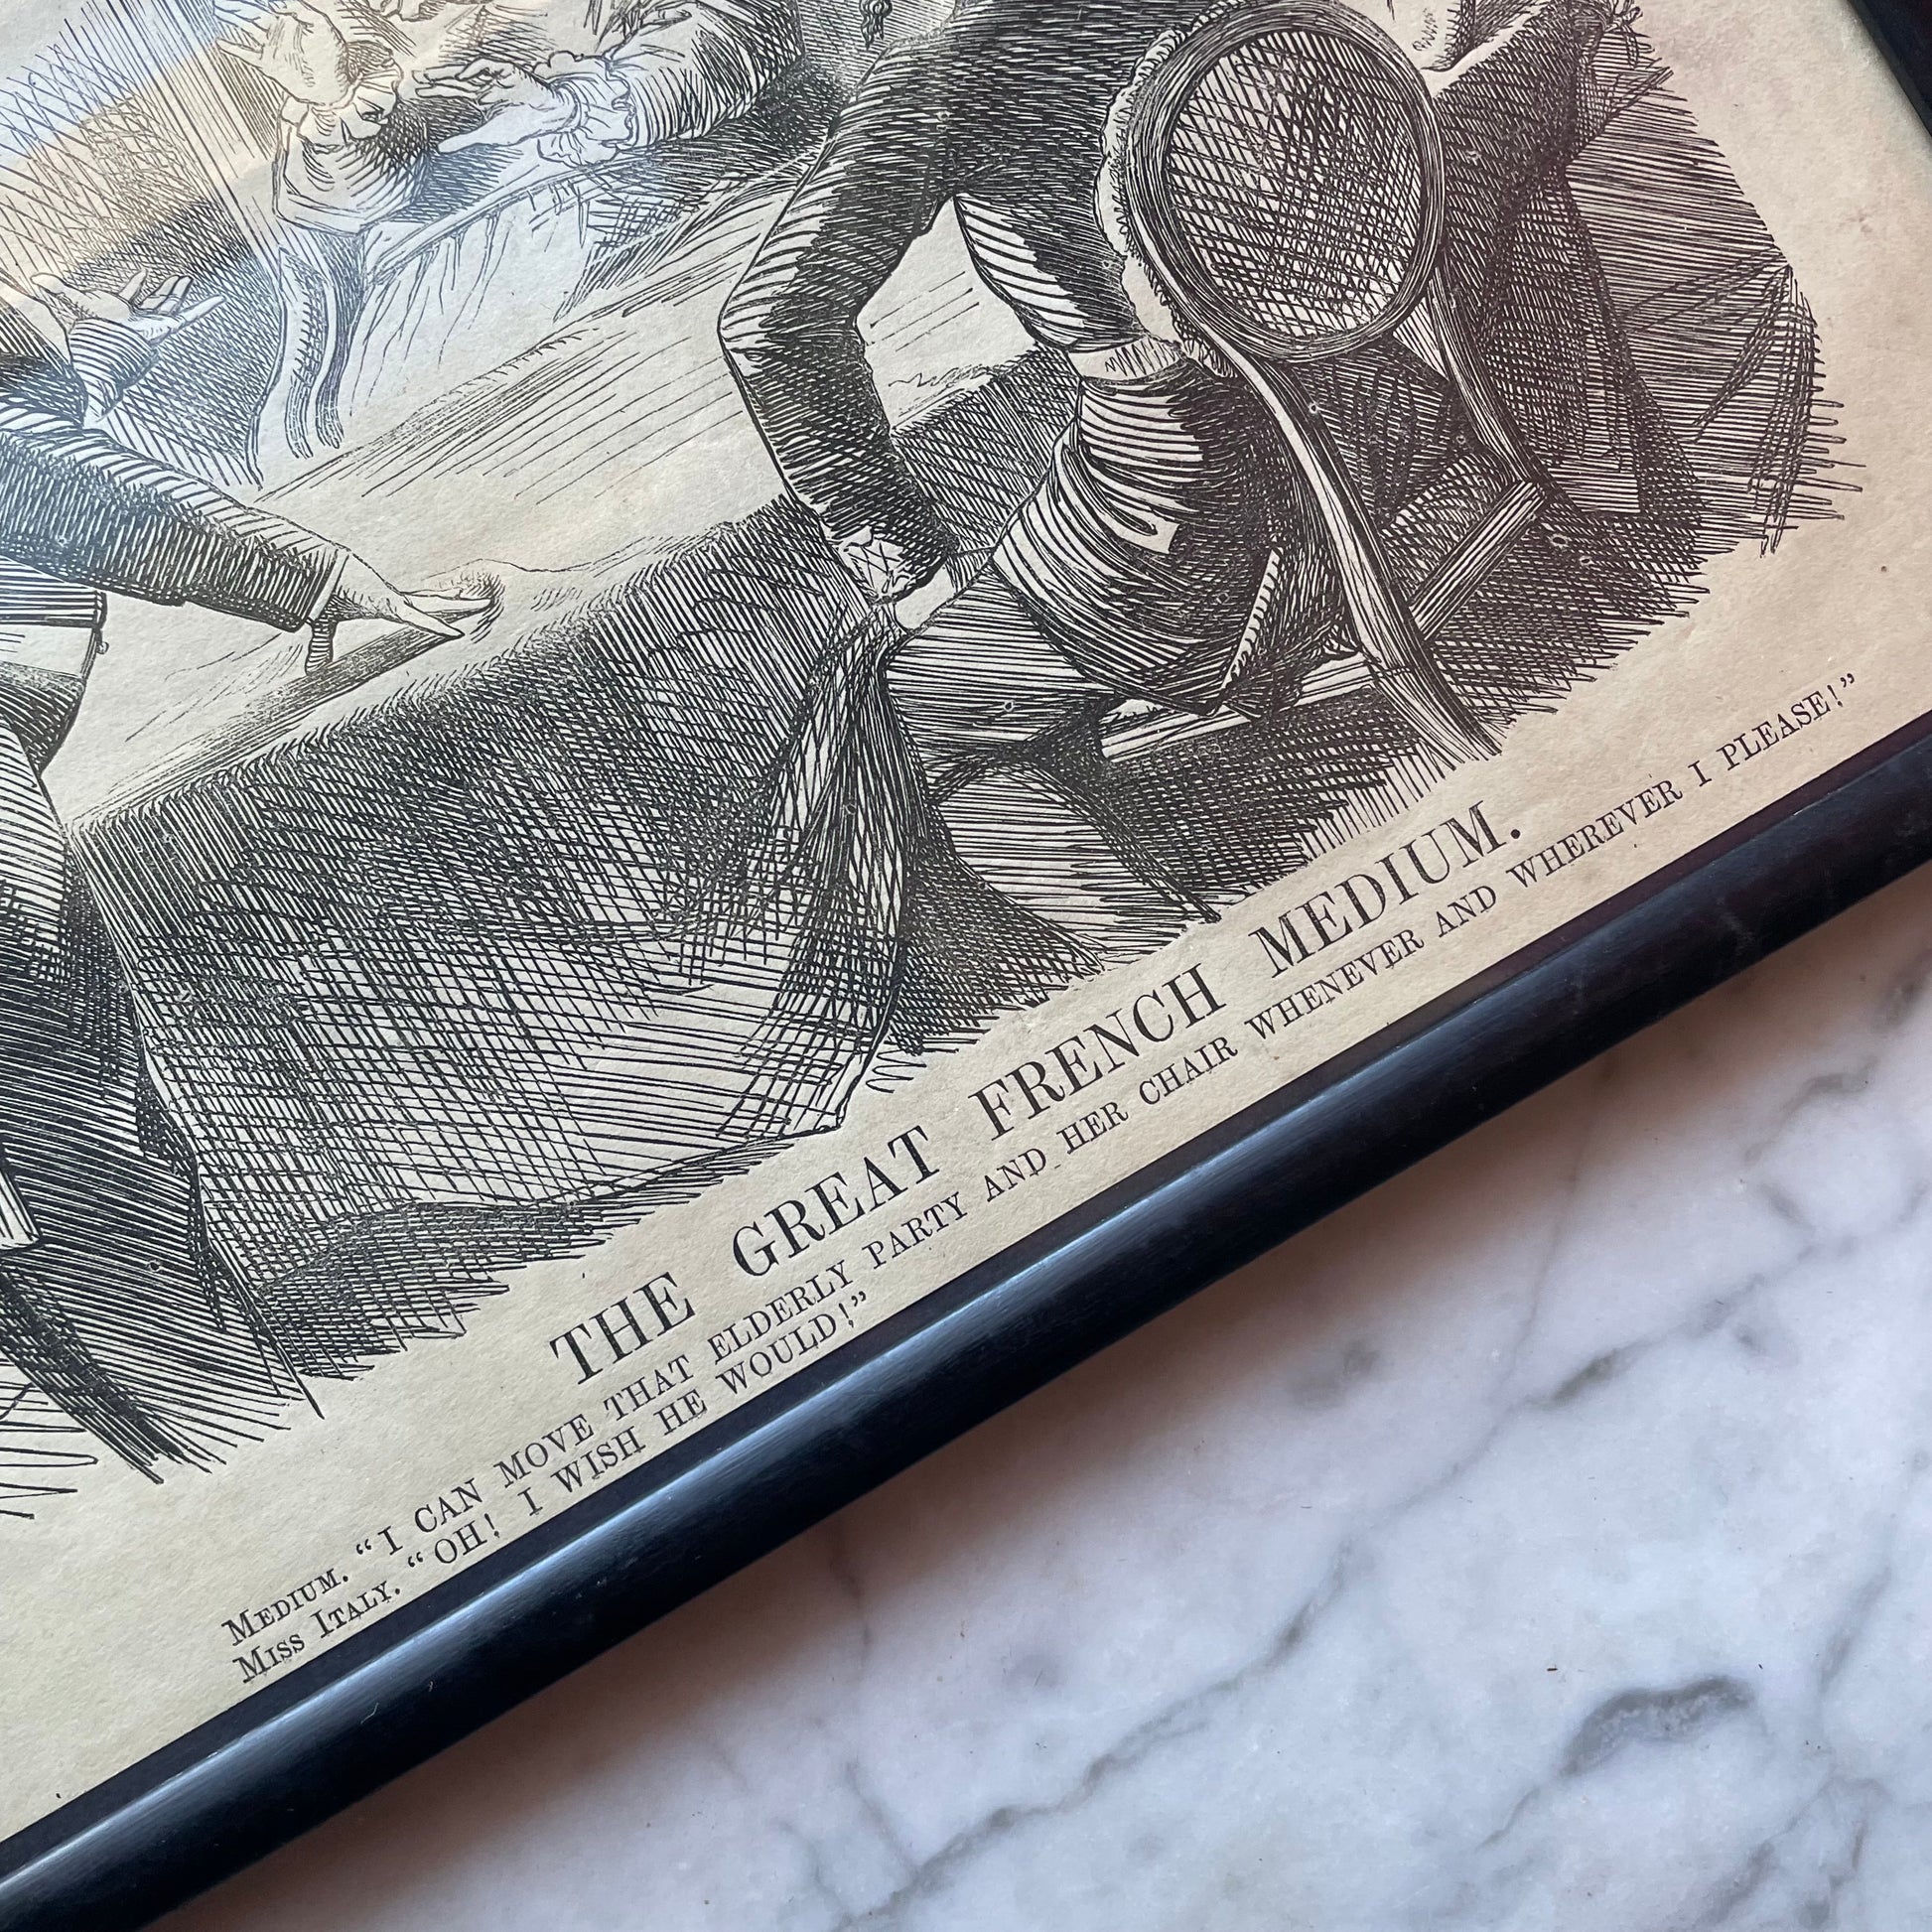 THE GREAT FRENCH MEDIUM.
MEDIUM. "I CAN MOVE THAT ELDERLY PARTY AND HER CHAIR WHENEVER AND WHEREVER I PLEASE!"
MISS ITALY. "OH! I WISH HE WOULD!"